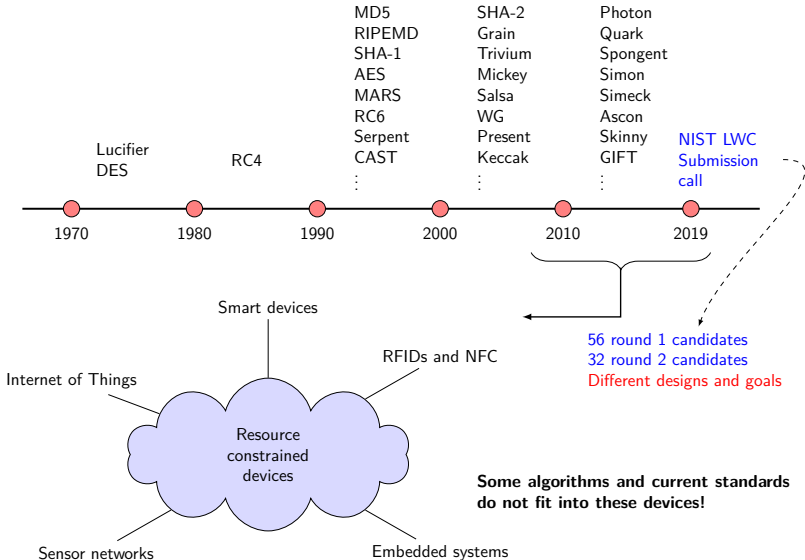 MD5
RIPEMD
SHA-1
AES
MARS
RC6
Serpent
CAST
⋮
SHA-2
Grain
Trivium
Mickey
Salsa
WG
Present
Keccak
⋮
Photon
Quark
Spongent
Simon
Simeck
Ascon
Skinny
GIFT
⋮
Lucifier
DES
RC4
NIST LWC
Submission
call
1970
1980
1990
2000
2010
2019
56 round 1 candidates
32 round 2 candidates
Different designs and goals
Smart devices
RFIDs and NFC
Internet of Things
Resource
constrained
devices
Sensor networks
Embedded systems
Some algorithms and current standards
do not fit into these devices!